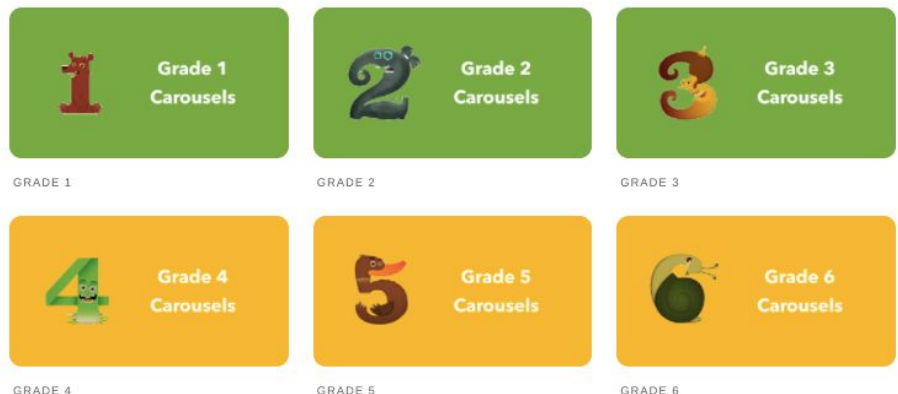 Grade 1
Carousels
Grade 2
Carousels
Grade 3
Carousels
GRADE 1
GRADE 2
GRADE 3
Grade 4
Carousels
Grade 5
Carousels
Grade 6
Carousels
GRADE 4
GRADE 5
GRADE 6